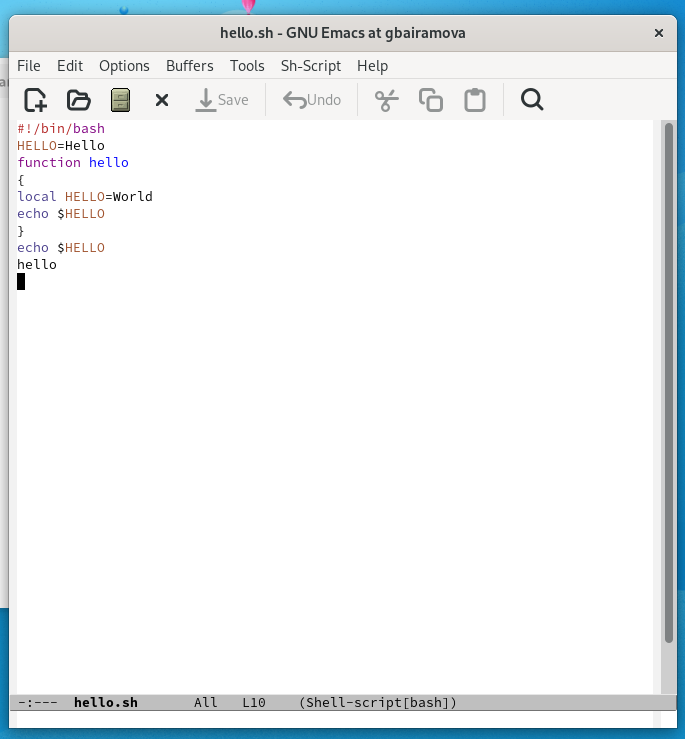 hello.sh - GNU Emacs at gbairamova
File Edit Options Buffers Tools Sh-Script Help
Save Undo
#!/bin/bash
HELLO=Hello
function hello
{
local HELLO=World
echo $HELLO
}
echo $HELLO
hello
-:--- hello.sh All L10 (Shell-script[bash])